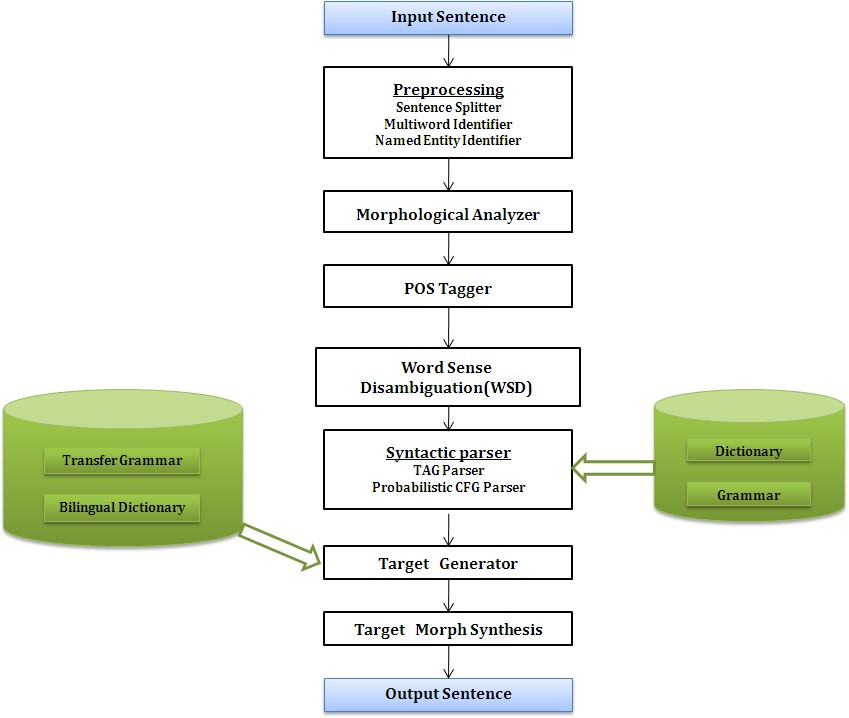 Input Sentence
Preprocessing
Sentence Splitter
Multiword Identifier
Named Entity Identifier
Morphological Analyzer
POS Tagger
Word Sense
Disambiguation(WSD)
Syntactic parser
TAG Parser
Probabilistic CFG Parser
Transfer Grammar
Bilingual Dictionary
Dictionary
Grammar
Target Generator
Target Morph Synthesis
Output Sentence